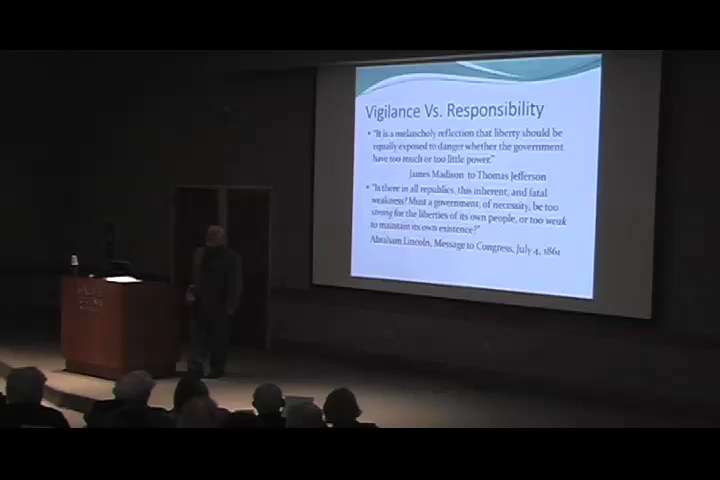 Vigilance Vs. Responsibility
• "It is a melancholy reflection that liberty should be
equally exposed to danger whether the government
have too much or too little power."
James Madison to Thomas Jefferson
• "Is there in all republics, this inherent, and fatal
weakness? Must a government, of necessity, be too
strong for the liberties of its own people, or too weak
to maintain its own existence?"
Abraham Lincoln, Message to Congress, July 4, 1861